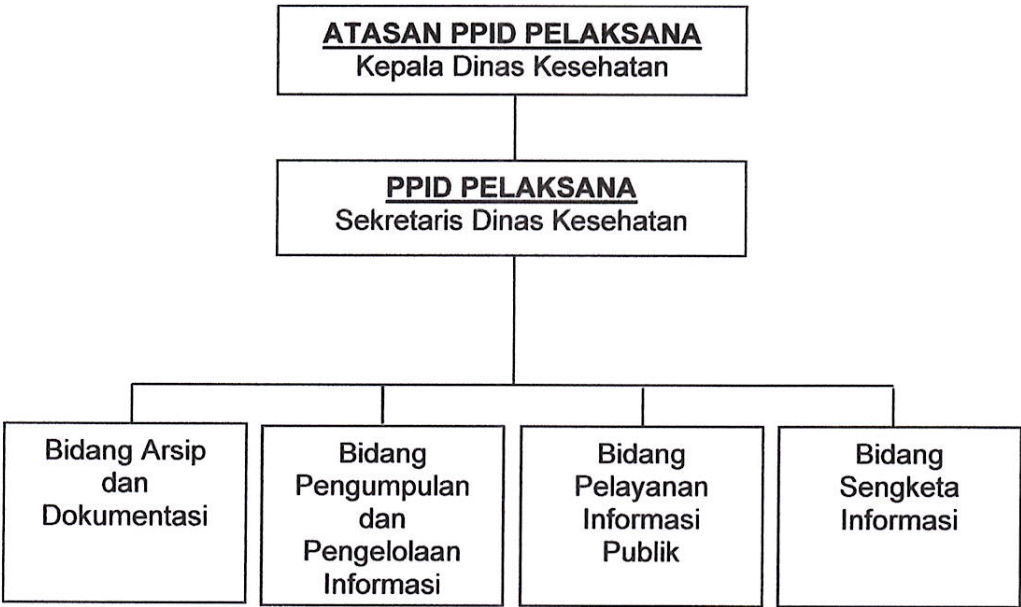 ATASAN PPID PELAKSANA
Kepala Dinas Kesehatan
PPID PELAKSANA
Sekretaris Dinas Kesehatan
Bidang Arsip
dan
Dokumentasi
Bidang
Pengumpulan
dan
Pengelolaan
Informasi
Bidang
Pelayanan
Informasi
Publik
Bidang
Sengketa
Informasi